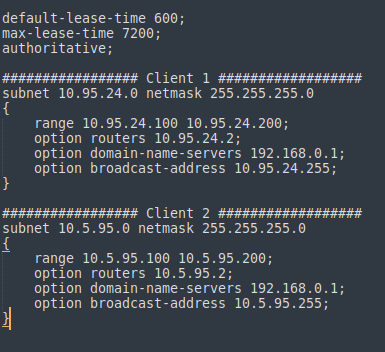 default-lease-time 600;
max-lease-time 7200;
authoritative;
################# Client 1 ##################
subnet 10.95.24.0 netmask 255.255.255.0
{
range 10.95.24.100 10.95.24.200;
option routers 10.95.24.2;
option domain-name-servers 192.168.0.1;
option broadcast-address 10.95.24.255;
}
################# Client 2 ##################
subnet 10.5.95.0 netmask 255.255.255.0
{
range 10.5.95.100 10.5.95.200;
option routers 10.5.95.2;
option domain-name-servers 192.168.0.1;
option broadcast-address 10.5.95.255;
}